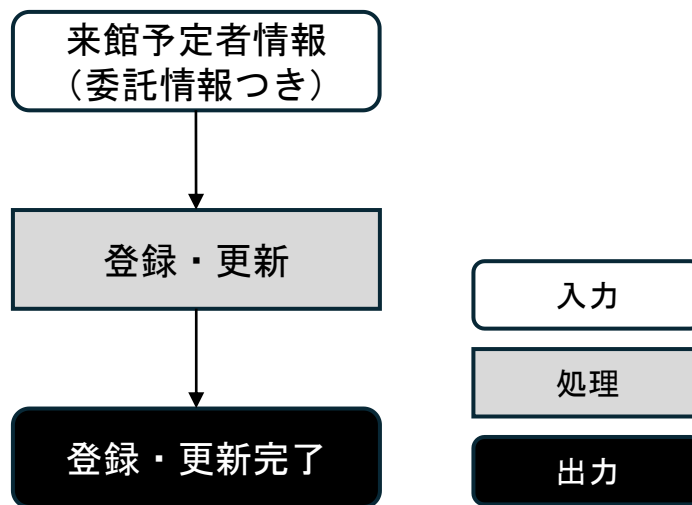 来館予定者情報
（委託情報つき）
登録・更新
登録・更新完了
入力
処理
出力